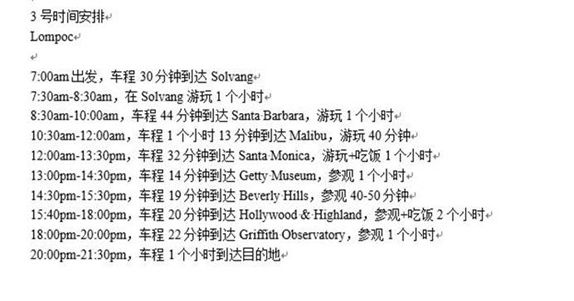 3 号时间安排
Lompoc
7:00am 出发，车程 30 分钟到达 Solvang
7:30am-8:30am，在 Solvang 游玩 1 个小时
8:30am-10:00am，车程 44 分钟到达 Santa Barbara，游玩 1 个小时
10:30am-12:00am，车程 1 个小时 13 分钟到达 Malibu，游玩 40 分钟
12:00am-13:30pm，车程 32 分钟到达 Santa Monica，游玩+吃饭 1 个小时
13:00pm-14:30pm，车程 14 分钟到达 Getty Museum，参观 1 个小时
14:30pm-15:30pm，车程 19 分钟到达 Beverly Hills，参观 40-50 分钟
15:40pm-18:00pm，车程 20 分钟到达 Hollywood & Highland，参观+吃饭 2 个小时
18:00pm-20:00pm，车程 22 分钟到达 Griffith Observatory，参观 1 个小时
20:00pm-21:30pm，车程 1 个小时到达目的地